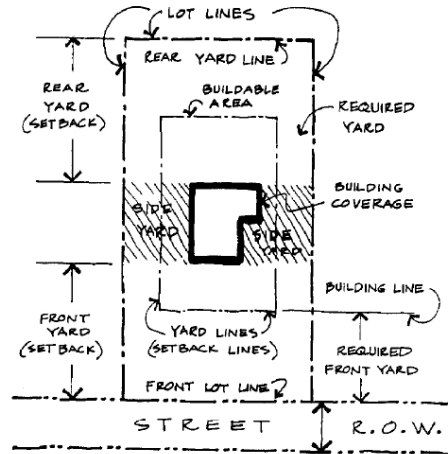 LOT LINES
REAR YARD LINE
REAR
YARD
(SETBACK)
BUILDABLE
AREA
REQUIRED
YARD
SIDE
YARD
BUILDING
COVERAGE
SIDE
YARD
BUILDING LINE
FRONT
YARD
(SETBACK)
YARD LINES
(SETBACK LINES)
REQUIRED
FRONT YARD
FRONT LOT LINE
STREET
R.O.W.